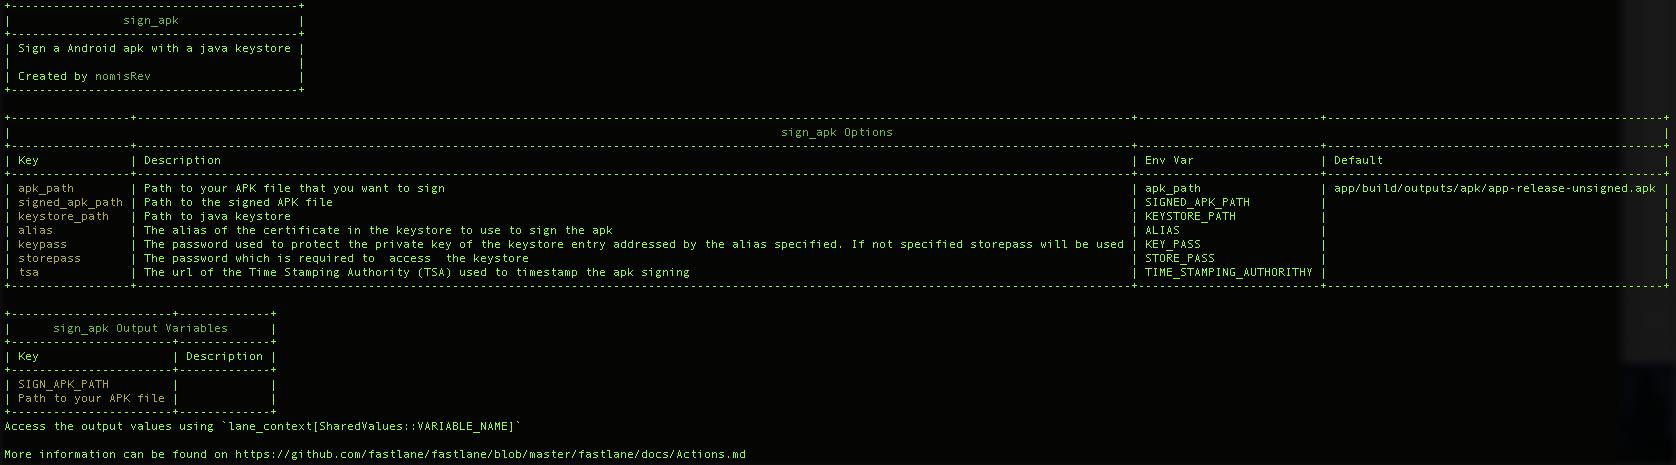 sign_apk
Sign a Android apk with a java keystore
Created by nomisRev
sign_apk Options
Key | Description | Env Var | Default
apk_path | Path to your APK file that you want to sign | apk_path | app/build/outputs/apk/app-release-unsigned.apk
signed_apk_path | Path to the signed APK file | SIGNED_APK_PATH
keystore_path | Path to java keystore | KEYSTORE_PATH
alias | The alias of the certificate in the keystore to use to sign the apk | ALIAS
keypass | The password used to protect the private key of the keystore entry addressed by the alias specified. If not specified storepass will be used | KEY_PASS
storepass | The password which is required to  access  the keystore | STORE_PASS
tsa | The url of the Time Stamping Authority (TSA) used to timestamp the apk signing | TIME_STAMPING_AUTHORITHY
sign_apk Output Variables
Key | Description
SIGN_APK_PATH
Path to your APK file
Access the output values using `lane_context[SharedValues::VARIABLE_NAME]`
More information can be found on https://github.com/fastlane/fastlane/blob/master/fastlane/docs/Actions.md